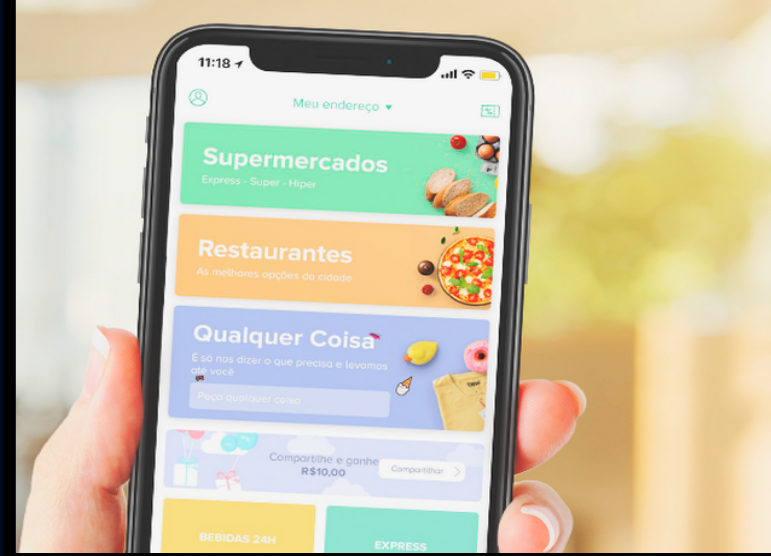 11:18
Meu endereço
Supermercados
Express - Super - Hiper
Restaurantes
As melhores opções da cidade
Qualquer Coisa
É só nos dizer o que precisa e levamos
até você
Peça qualquer coisa
Compartilhe e ganhe
R$10,00
Compartilhar
BEBIDAS 24H
EXPRESS